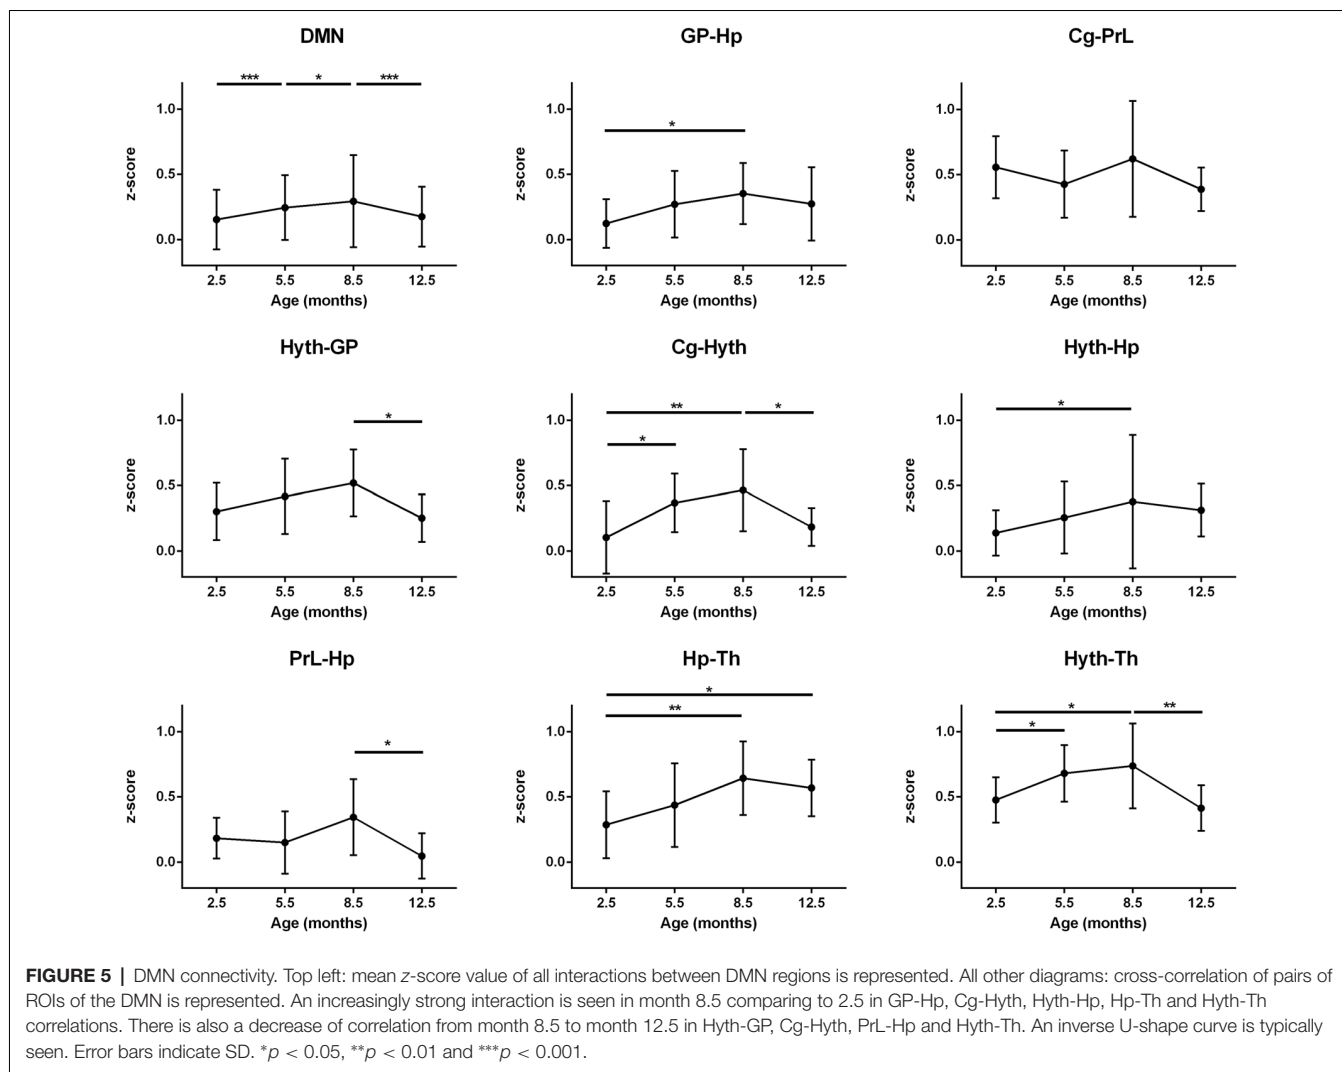 DMN
GP-Hp
Cg-PrL
***
*
***
1.0
0.5
0.0
z-score
2.5
5.5
8.5
12.5
Age (months)
*
1.0
0.5
0.0
z-score
2.5
5.5
8.5
12.5
Age (months)
1.0
0.5
0.0
z-score
2.5
5.5
8.5
12.5
Age (months)
Hyth-GP
Cg-Hyth
Hyth-Hp
*
1.0
0.5
0.0
z-score
2.5
5.5
8.5
12.5
Age (months)
**
*
*
1.0
0.5
0.0
z-score
2.5
5.5
8.5
12.5
Age (months)
*
1.0
0.5
0.0
z-score
2.5
5.5
8.5
12.5
Age (months)
PrL-Hp
Hp-Th
Hyth-Th
*
1.0
0.5
0.0
z-score
2.5
5.5
8.5
12.5
Age (months)
*
**
1.0
0.5
0.0
z-score
2.5
5.5
8.5
12.5
Age (months)
*
**
*
1.0
0.5
0.0
z-score
2.5
5.5
8.5
12.5
Age (months)
FIGURE 5 | DMN connectivity. Top left: mean z-score value of all interactions between DMN regions is represented. All other diagrams: cross-correlation of pairs of
ROIs of the DMN is represented. An increasingly strong interaction is seen in month 8.5 comparing to 2.5 in GP-Hp, Cg-Hyth, Hyth-Hp, Hp-Th and Hyth-Th
correlations. There is also a decrease of correlation from month 8.5 to month 12.5 in Hyth-GP, Cg-Hyth, PrL-Hp and Hyth-Th. An inverse U-shape curve is typically
seen. Error bars indicate SD. *p < 0.05, **p < 0.01 and ***p < 0.001.